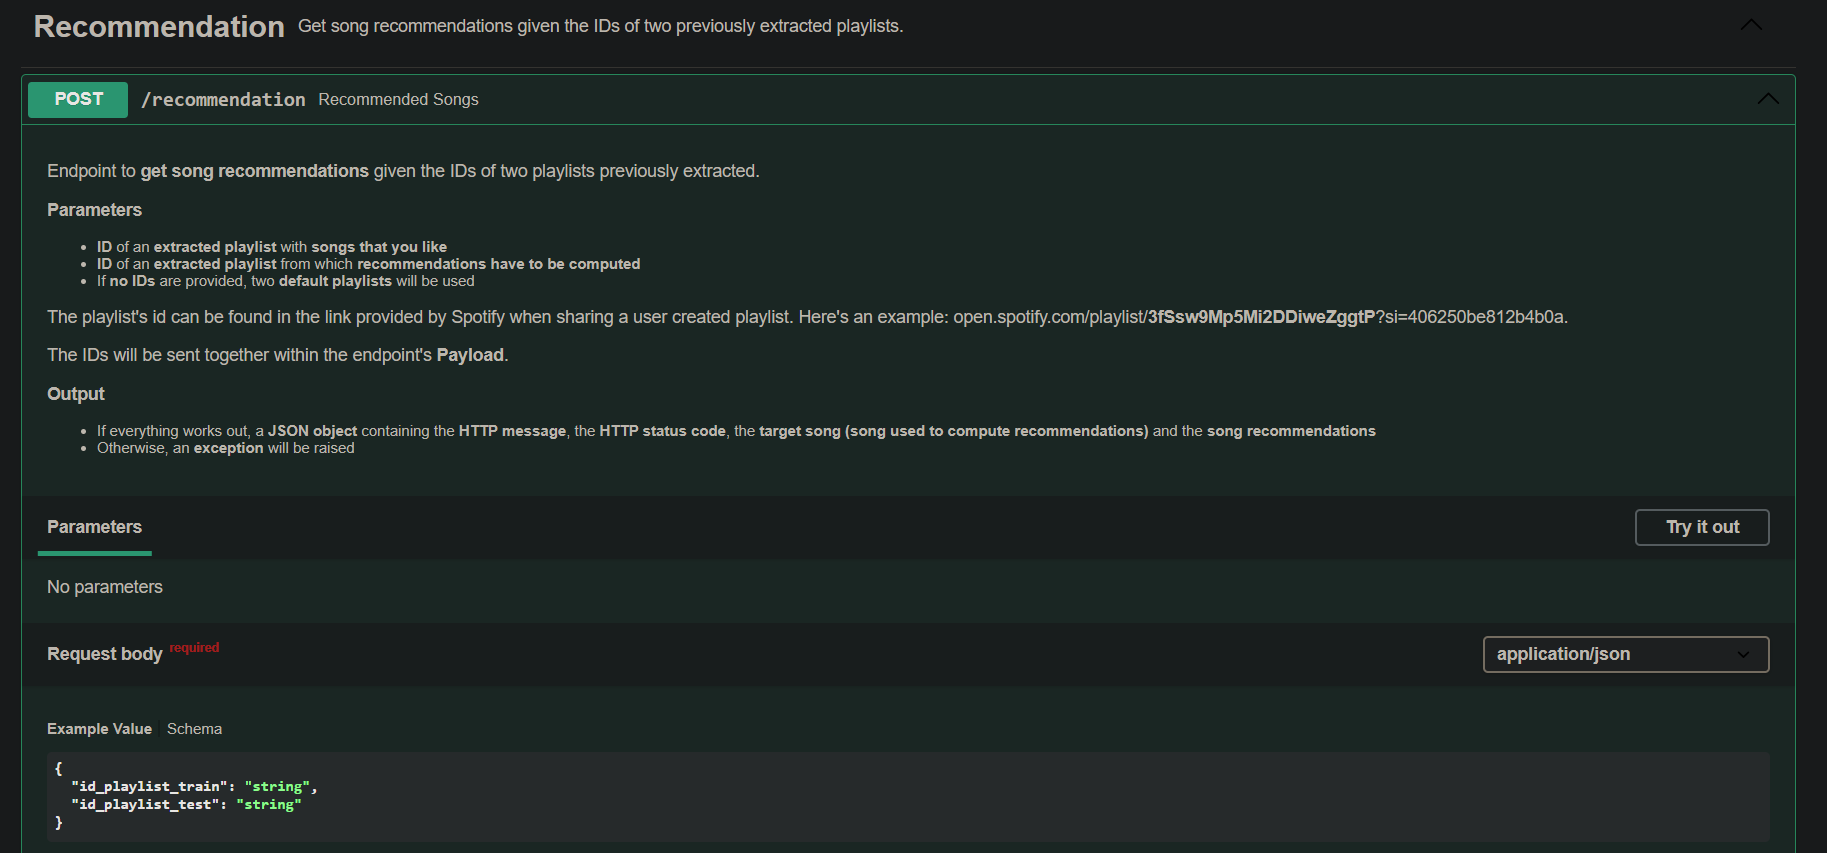 Recommendation Get song recommendations given the IDs of two previously extracted playlists.
POST /recommendation Recommended Songs
Endpoint to get song recommendations given the IDs of two playlists previously extracted.
Parameters
• ID of an extracted playlist with songs that you like
• ID of an extracted playlist from which recommendations have to be computed
• If no IDs are provided, two default playlists will be used
The playlist's id can be found in the link provided by Spotify when sharing a user created playlist. Here's an example: open.spotify.com/playlist/3fSsw9Mp5Mi2DDiweZggtP?si=406250be812b4b0a.
The IDs will be sent together within the endpoint's Payload.
Output
• If everything works out, a JSON object containing the HTTP message, the HTTP status code, the target song (song used to compute recommendations) and the song recommendations
• Otherwise, an exception will be raised
Parameters Try it out
No parameters
Request body required application/json
Example Value Schema
{
"id_playlist_train": "string",
"id_playlist_test": "string"
}